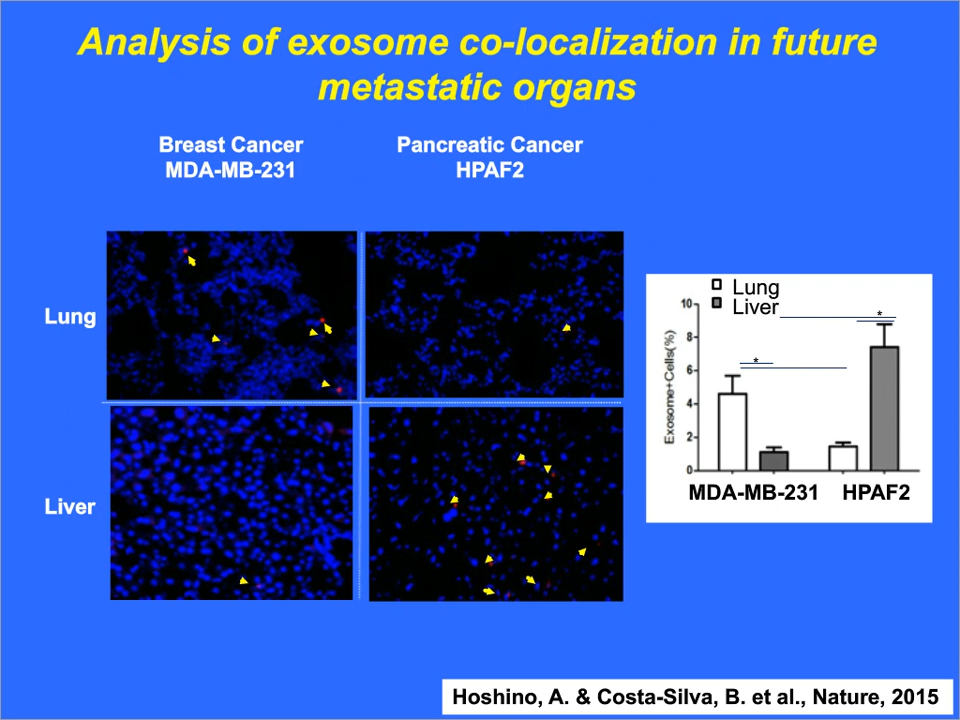 Analysis of exosome co-localization in future
metastatic organs
Breast Cancer
MDA-MB-231
Pancreatic Cancer
HPAF2
Lung
Liver
Lung
Liver
Exosome+Cells(%)
10
8
6
4
2
0
*
*
MDA-MB-231
HPAF2
Hoshino, A. & Costa-Silva, B. et al., Nature, 2015